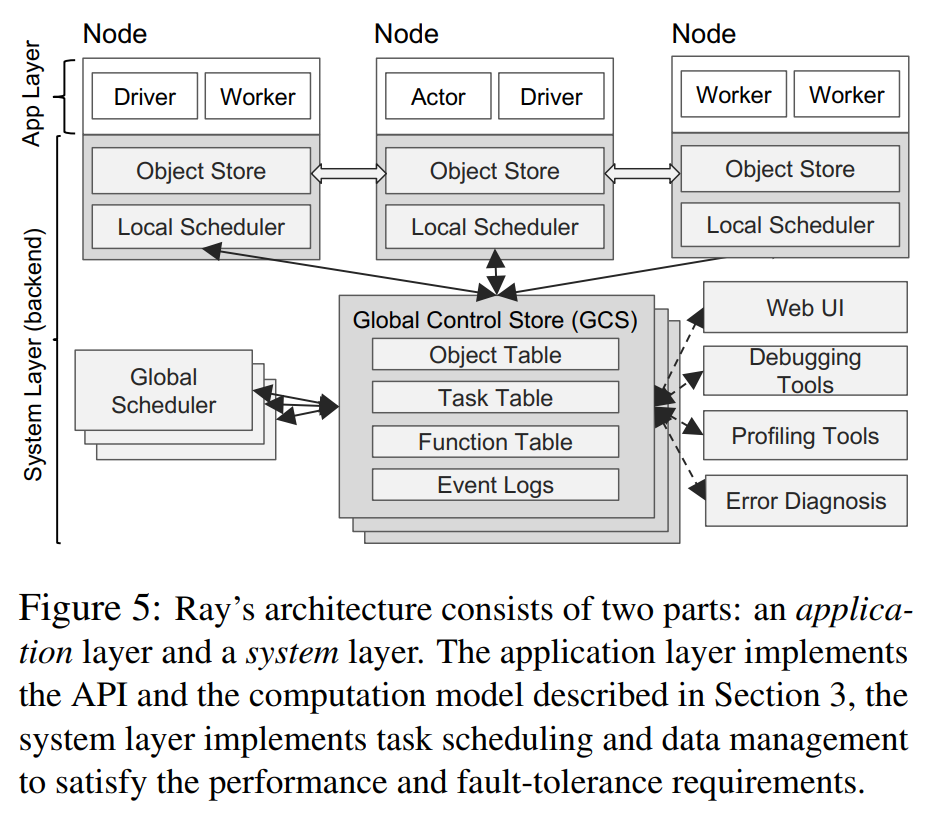 Node
Node
Node
App Layer
Driver
Worker
Actor
Driver
Worker
Worker
System Layer (backend)
Object Store
Object Store
Object Store
Local Scheduler
Local Scheduler
Local Scheduler
Global Control Store (GCS)
Object Table
Task Table
Function Table
Event Logs
Global
Scheduler
Web UI
Debugging
Tools
Profiling Tools
Error Diagnosis
Figure 5: Ray's architecture consists of two parts: an applica-
tion layer and a system layer. The application layer implements
the API and the computation model described in Section 3, the
system layer implements task scheduling and data management
to satisfy the performance and fault-tolerance requirements.